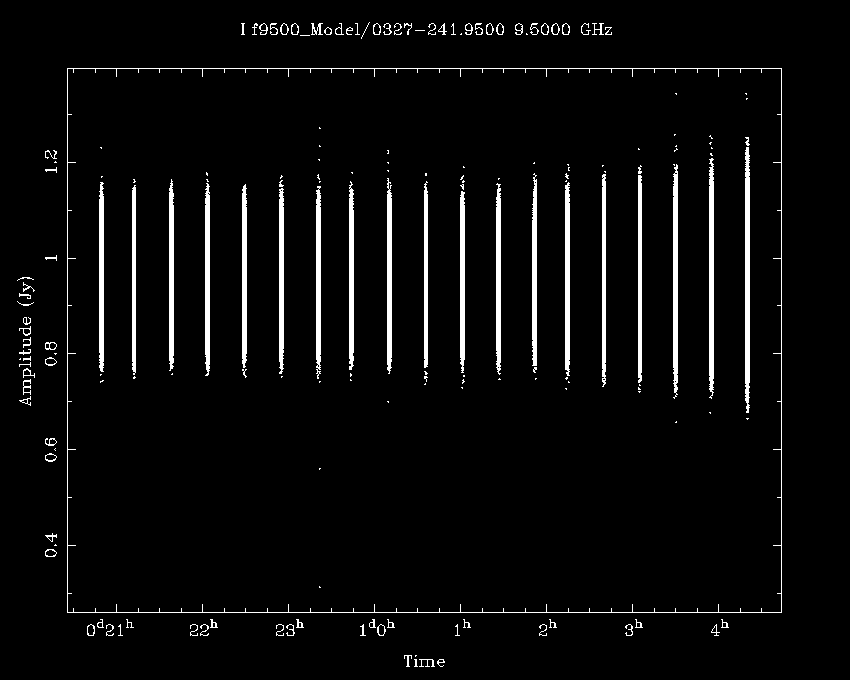 I f9500_Model/0327-241.9500 9.5000 GHz
Amplitude (Jy)
1.2
1
0.8
0.6
0.4
0d21h 22h 23h 1d0h 1h 2h 3h 4h
Time